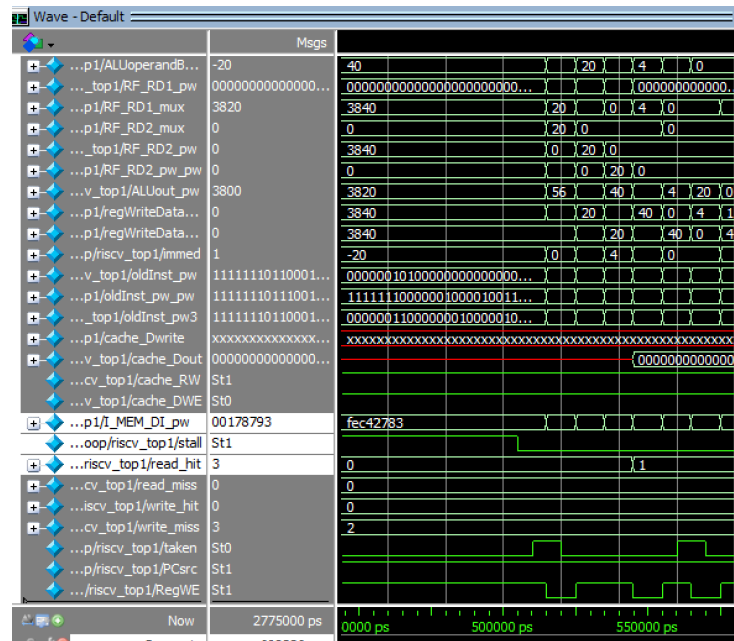 Wave - Default
Msgs
...p1/ALUoperandB... -20 40 20 4 0
..._top1/RF_RD1_pw 00000000000000... 00000000000000000000000... 000000000000...
...p1/RF_RD1_mux 3820 3840 20 0 4 0
...p1/RF_RD2_mux 0 0 20 0 0
..._top1/RF_RD2_pw 0 3840 0 20 0
...p1/RF_RD2_pw_pw 0 0 0 20 0
...v_top1/ALUout_pw 3800 3820 56 40 4 20 0
...p1/regWriteData... 0 3840 20 40 0 4 1
...p1/regWriteData... 0 3840 20 40 0 4
...p/riscv_top1/immed 1 -20 0 4 0
...v_top1/oldInst_pw 11111110110001... 00000010100000000000000...
...p1/oldInst_pw_pw 11111110111001... 11111110000001000010011...
..._top1/oldInst_pw3 11111110110001... 00000011000000010000010...
...p1/cache_Dwrite
...v_top1/cache_Dout 00000000000000... 0000000000000
...cv_top1/cache_RW St1
...v_top1/cache_DWE St0
...p1/I_MEM_DI_pw 00178793 fec42783
...oop/riscv_top1/stall St1
...riscv_top1/read_hit 3 0 1
...cv_top1/read_miss 0 0
...iscv_top1/write_hit 0 0
...cv_top1/write_miss 3 2
...p/riscv_top1/taken St0
...p/riscv_top1/PCsrc St1
.../riscv_top1/RegWE St1
Now 2775000 ps 0000 ps 500000 ps 550000 ps